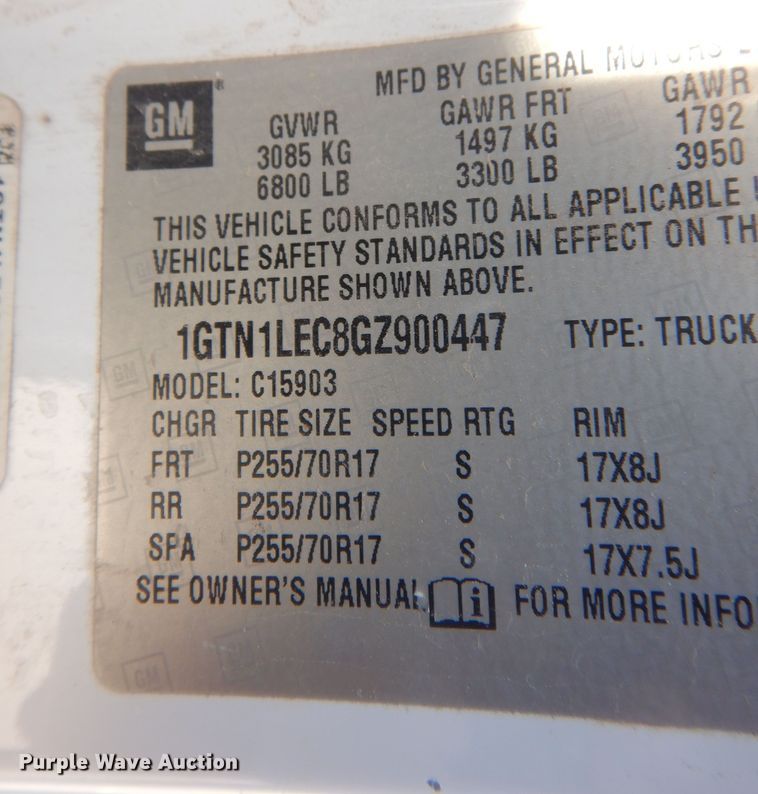 MFD BY GENERAL MOTORS
GM
GVWR GAWR FRT GAWR
3085 KG 1497 KG 1792
6800 LB 3300 LB 3950
THIS VEHICLE CONFORMS TO ALL APPLICABLE
VEHICLE SAFETY STANDARDS IN EFFECT ON TH
MANUFACTURE SHOWN ABOVE.
1GTN1LEC8GZ900447 TYPE: TRUCK
MODEL: C15903
CHGR TIRE SIZE SPEED RTG RIM
FRT P255/70R17 S 17X8J
RR P255/70R17 S 17X8J
SPA P255/70R17 S 17X7.5J
SEE OWNER'S MANUAL i FOR MORE INFO
Purple Wave Auction